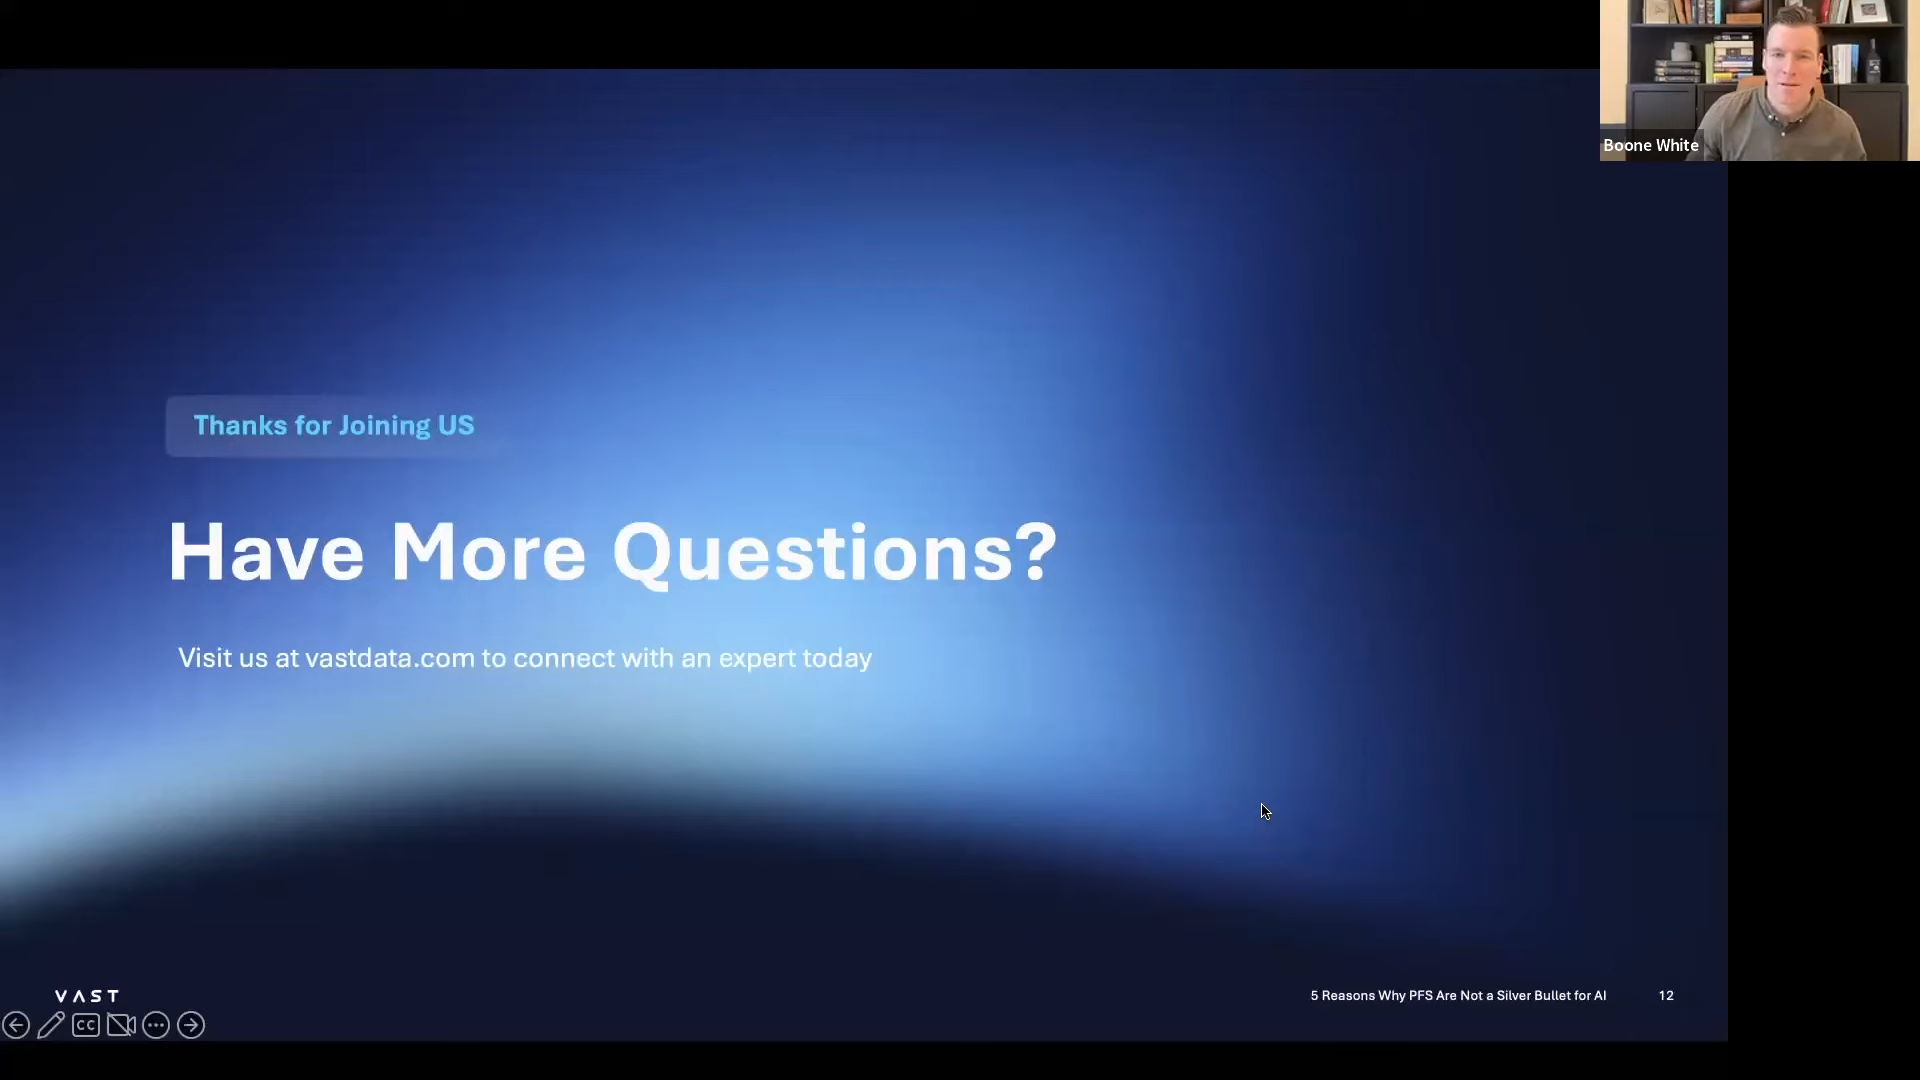 Boone White
Thanks for Joining US
Have More Questions?
Visit us at vastdata.com to connect with an expert today
VAST
5 Reasons Why PFS Are Not a Silver Bullet for AI
12
CC